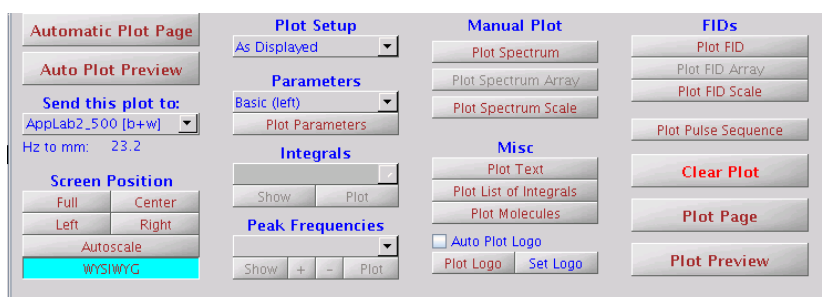 Automatic Plot Page
Auto Plot Preview
Send this plot to:
AppLab2_500 [b+w]
Hz to mm: 23.2
Screen Position
Full Center
Left Right
Autoscale
WYSIWYG
Plot Setup
As Displayed
Parameters
Basic (left)
Plot Parameters
Integrals
Show Plot
Peak Frequencies
Show + – Plot
Manual Plot
Plot Spectrum
Plot Spectrum Array
Plot Spectrum Scale
Misc
Plot Text
Plot List of Integrals
Plot Molecules
Auto Plot Logo
Plot Logo Set Logo
FIDs
Plot FID
Plot FID Array
Plot FID Scale
Plot Pulse Sequence
Clear Plot
Plot Page
Plot Preview